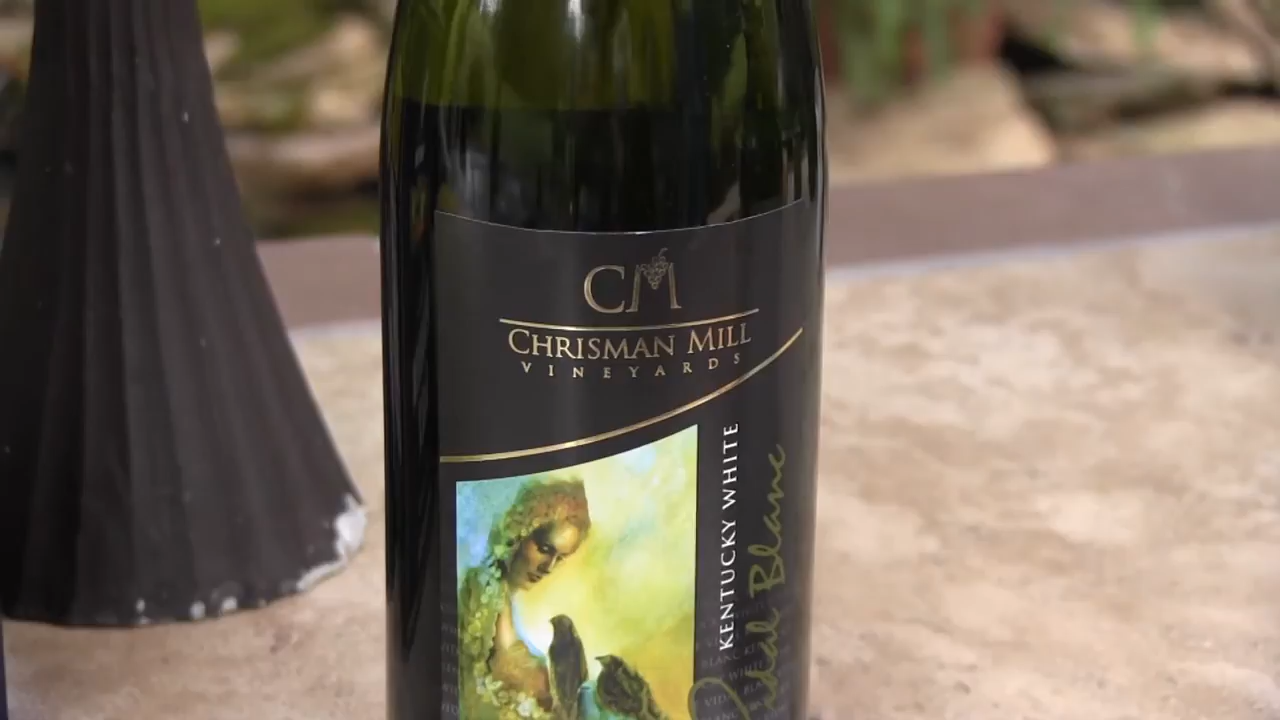 CM
CHRISMAN MILL
VINEYARDS
KENTUCKY WHITE
Vidal Blanc